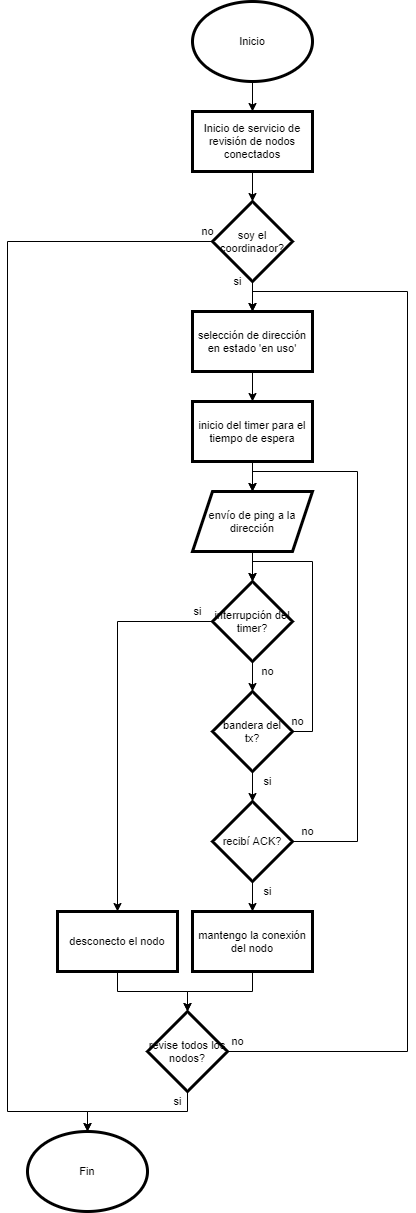 Inicio
Inicio de servicio de
revisión de nodos
conectados
no
soy el
coordinador?
si
selección de dirección
en estado 'en uso'
inicio del timer para el
tiempo de espera
envío de ping a la
dirección
si
interrupción del
timer?
no
bandera del
tx?
no
si
recibí ACK?
no
si
desconecto el nodo
mantengo la conexión
del nodo
revise todos los
nodos?
no
si
Fin